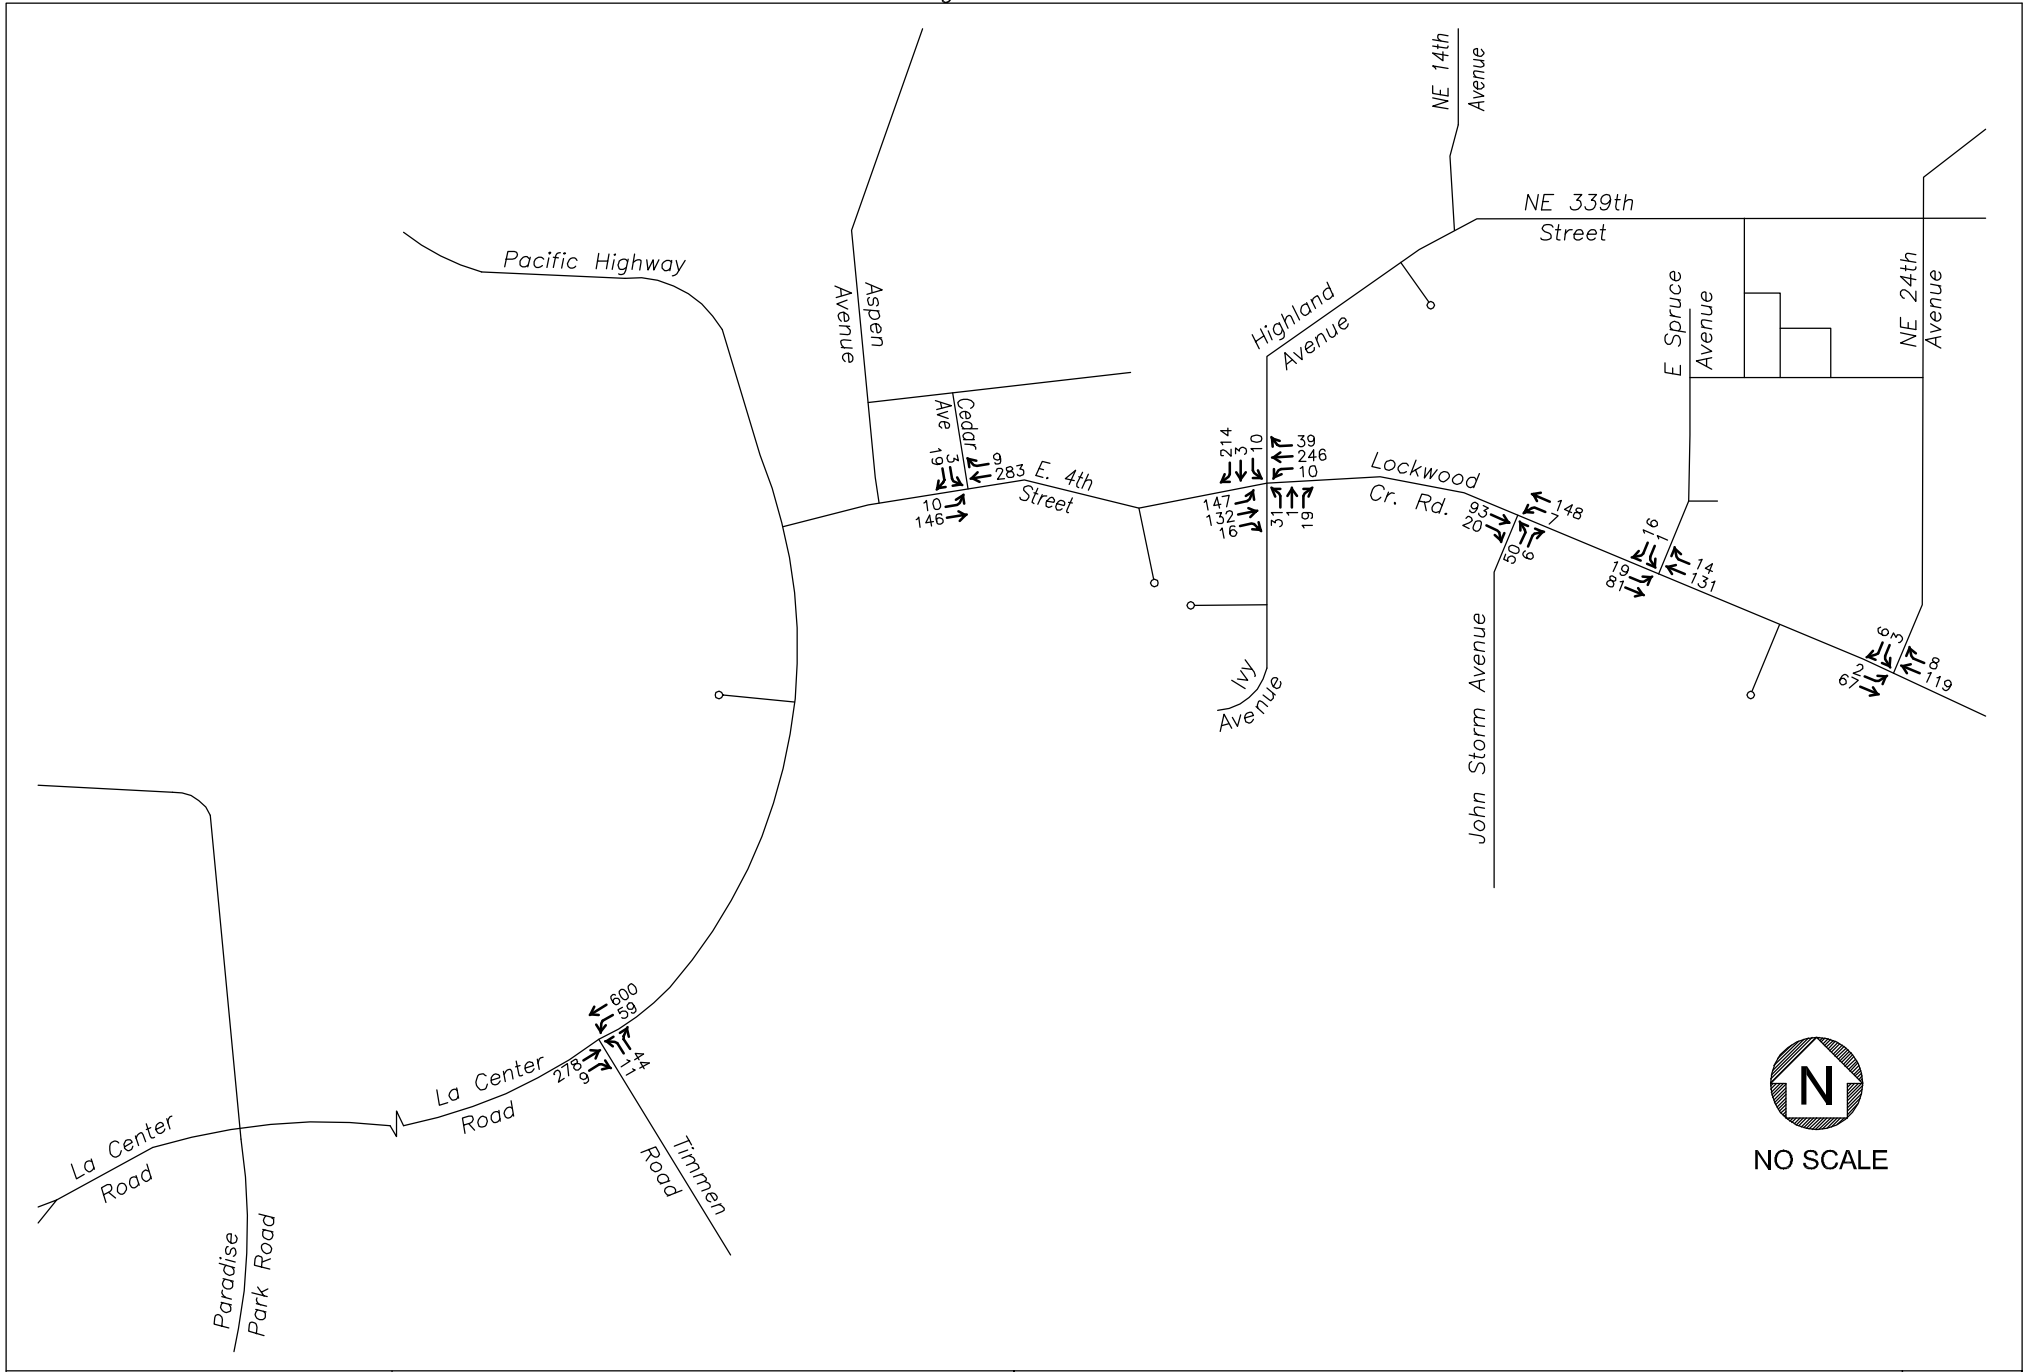 NE 14th
Avenue
NE 339th
Street
Pacific Highway
Aspen
Avenue
Highland
Avenue
E Spruce
Avenue
NE 24th
Avenue
Cedar
Ave
19
3
9
283
10
146
E. 4th
Street
214
3
10
39
246
10
147
132
16
31
1
19
Lockwood
Cr. Rd.
93
20
148
7
50
6
16
1
14
131
19
81
6
3
8
119
2
67
Ivy
Avenue
John Storm Avenue
600
59
278
9
44
11
La Center
Road
La Center
Road
Timmen
Road
Paradise
Park Road
N
NO SCALE